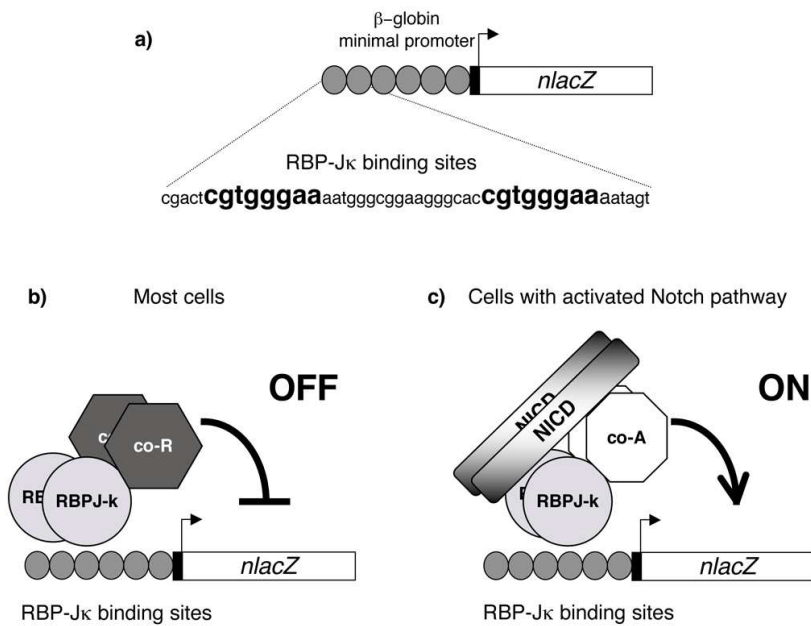 a)
β–globin
minimal promoter
nlacZ
RBP-Jκ binding sites
cgactcgtgggaaaatgggcggaagggcaccgtgggaaaatagt
b)
Most cells
OFF
co-R
RBPJ-k
nlacZ
RBP-Jκ binding sites
c)
Cells with activated Notch pathway
ON
NICD
NICD
co-A
RBPJ-k
nlacZ
RBP-Jκ binding sites